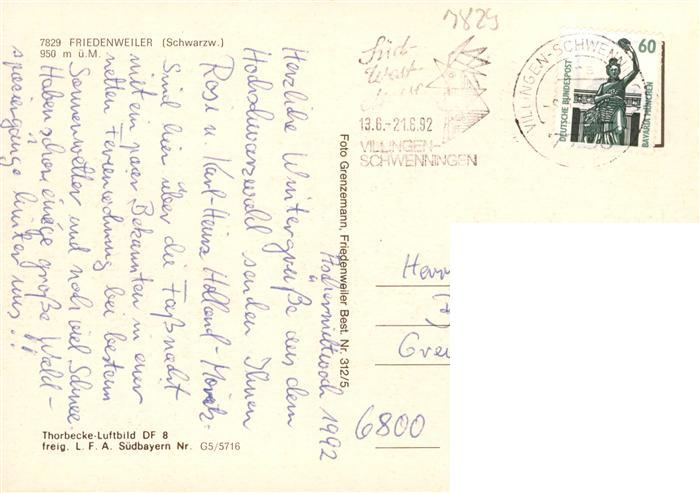 7829 FRIEDENWEILER (Schwarzw.)
950 m ü.M.
7829
Süd-
West-
13.6.-21.6.92
VILLINGEN-
SCHWENNINGEN
VILLINGEN-SCHWENN
60
DEUTSCHE BUNDESPOST
BAVARIA MÜNCHEN
Aschermittwoch 1992
Herzliche Wintergrüße aus dem
Hochschwarzwald senden Ihnen
Rosi u. Karl-Heinz Holland-Moritz.
Sind hier über die Faßnacht
mit ein paar Bekannten in einer
netten Ferienwohnung bei bestem
Sonnenwetter und noch viel Schnee.
Haben schon einige große Wald-
spaziergänge hinter uns!!
Foto Grenzemann, Friedenweiler Best. Nr. 312/5.
Herr
Gre
6800
Thorbecke-Luftbild DF 8
freig. L. F. A. Südbayern Nr. G5/5716